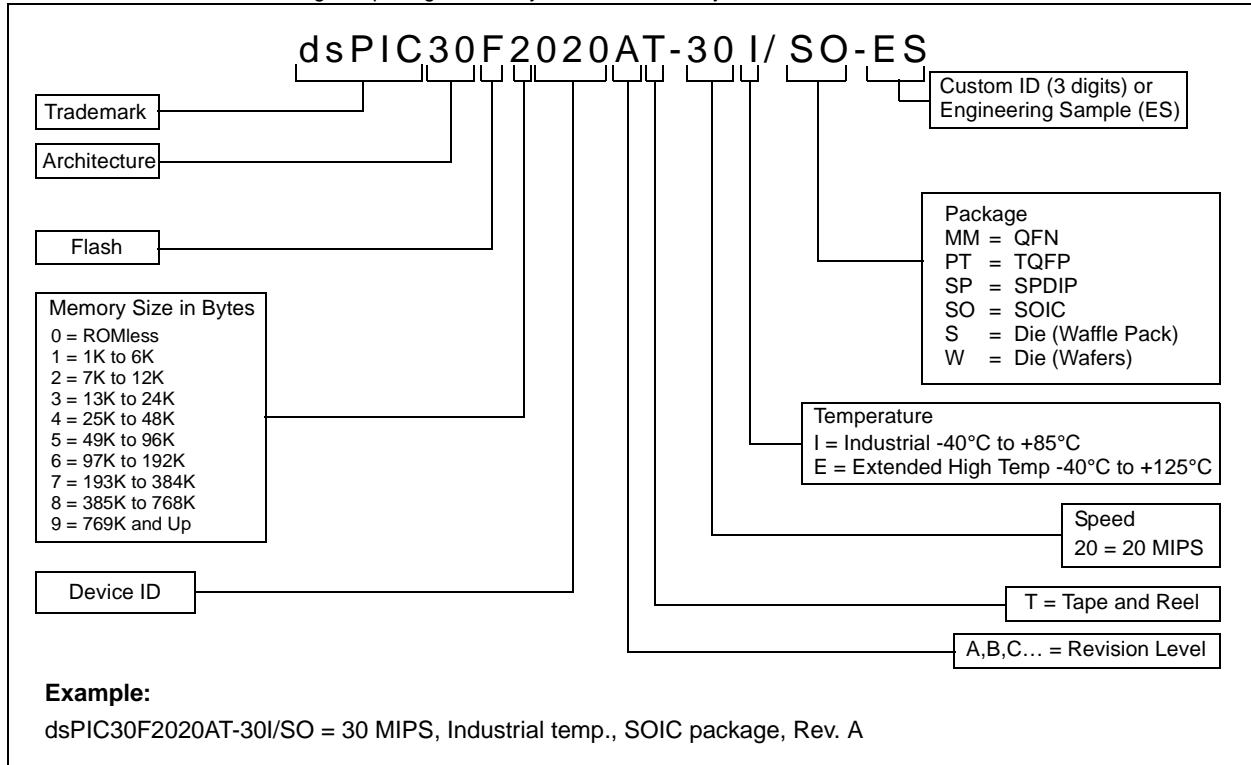 dsPIC30F2020AT-30I/SO-ES
Custom ID (3 digits) or
Engineering Sample (ES)
Trademark
Architecture
Flash
Package
MM = QFN
PT = TQFP
SP = SPDIP
SO = SOIC
S = Die (Waffle Pack)
W = Die (Wafers)
Memory Size in Bytes
0 = ROMless
1 = 1K to 6K
2 = 7K to 12K
3 = 13K to 24K
4 = 25K to 48K
5 = 49K to 96K
6 = 97K to 192K
7 = 193K to 384K
8 = 385K to 768K
9 = 769K and Up
Temperature
I = Industrial -40°C to +85°C
E = Extended High Temp -40°C to +125°C
Speed
20 = 20 MIPS
Device ID
T = Tape and Reel
A,B,C… = Revision Level
Example:
dsPIC30F2020AT-30I/SO = 30 MIPS, Industrial temp., SOIC package, Rev. A